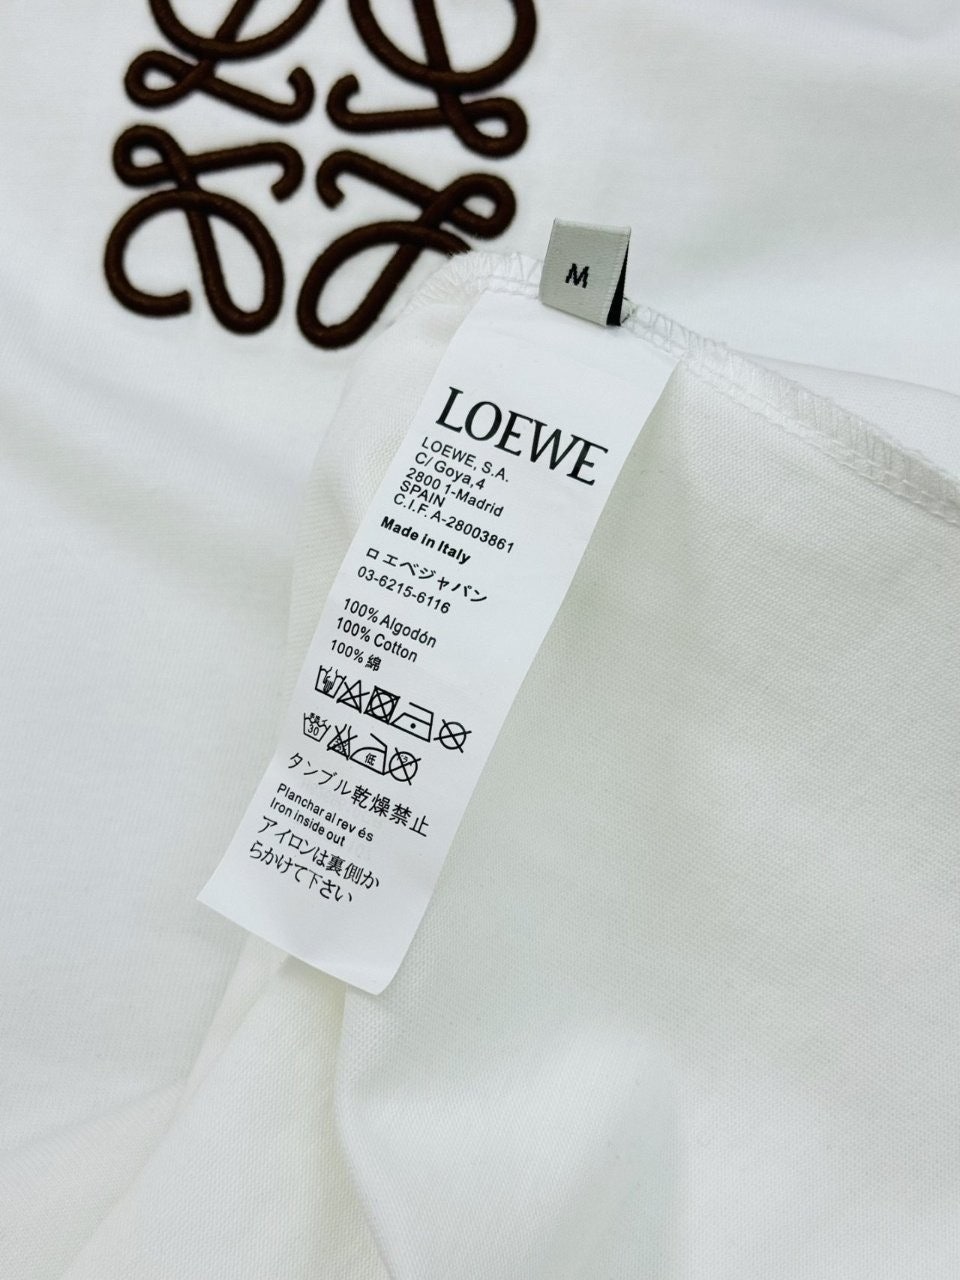 M
LOEWE
LOEWE, S.A.
C/ Goya,4
2800 1-Madrid
SPAIN
C.I.F. A-28003861
Made in Italy
ロエベジャパン
03-6215-6116
100% Algodón
100% Cotton
100% 綿
30
低
タンブル乾燥禁止
Planchar al rev és
Iron inside out
アイロンは裏側か
らかけて下さい